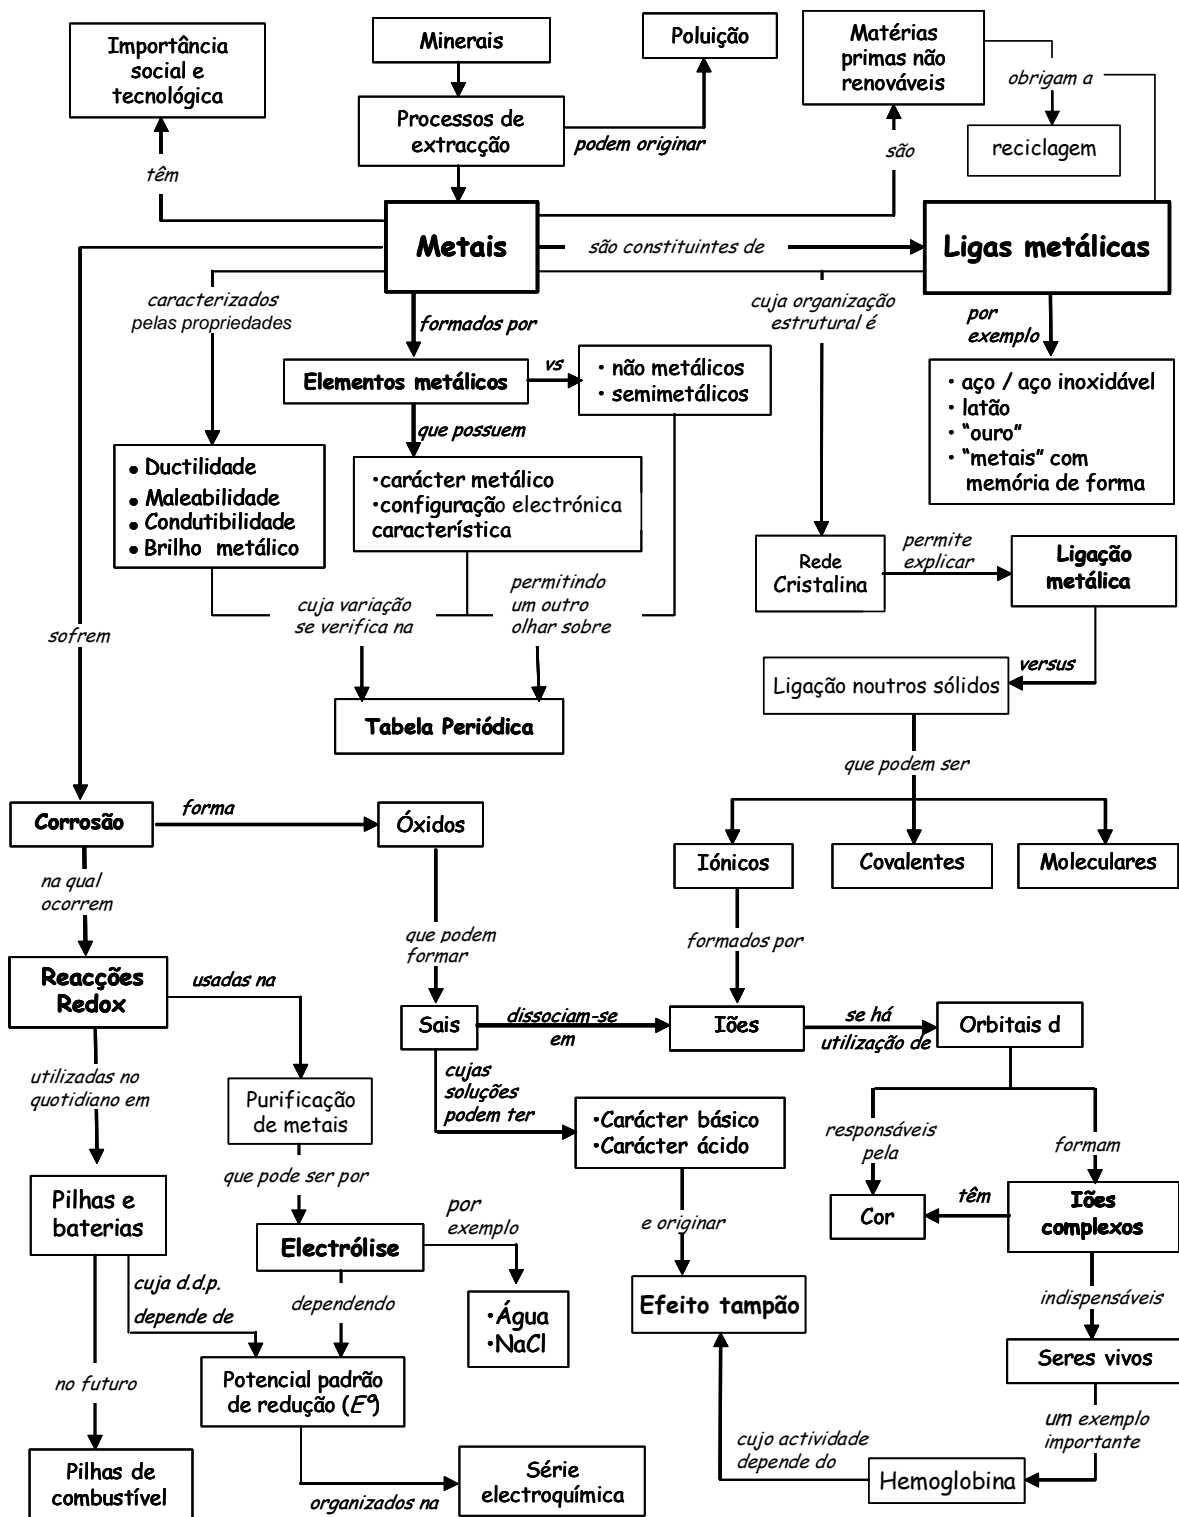 Importância
social e
tecnológica
Minerais
Poluição
Matérias
primas não
renováveis
obrigam a
Processos de
extracção
podem originar
são
reciclagem
têm
Metais
são constituintes de
Ligas metálicas
caracterizados
pelas propriedades
formados por
cuja organização
estrutural é
por
exemplo
Elementos metálicos
vs
• não metálicos
• semimetálicos
• aço / aço inoxidável
• latão
• “ouro”
• “metais” com
memória de forma
que possuem
• Ductilidade
• Maleabilidade
• Condutibilidade
• Brilho metálico
•carácter metálico
•configuração electrónica
característica
Rede
Cristalina
permite
explicar
Ligação
metálica
cuja variação
se verifica na
permitindo
um outro
olhar sobre
sofrem
versus
Ligação noutros sólidos
Tabela Periódica
que podem ser
Corrosão
forma
Óxidos
Iónicos
Covalentes
Moleculares
na qual
ocorrem
que podem
formar
formados por
Reacções
Redox
usadas na
Sais
dissociam-se
em
Iões
se há
utilização de
Orbitais d
utilizadas no
quotidiano em
Purificação
de metais
cujas
soluções
podem ter
•Carácter básico
•Carácter ácido
responsáveis
pela
formam
que pode ser por
Pilhas e
baterias
por
exemplo
e originar
Cor
têm
Iões
complexos
Electrólise
cuja d.d.p.
depende de
dependendo
•Água
•NaCl
Efeito tampão
indispensáveis
Seres vivos
no futuro
Potencial padrão
de redução (Eº)
um exemplo
importante
cujo actividade
depende do
Hemoglobina
Pilhas de
combustível
organizados na
Série
electroquímica